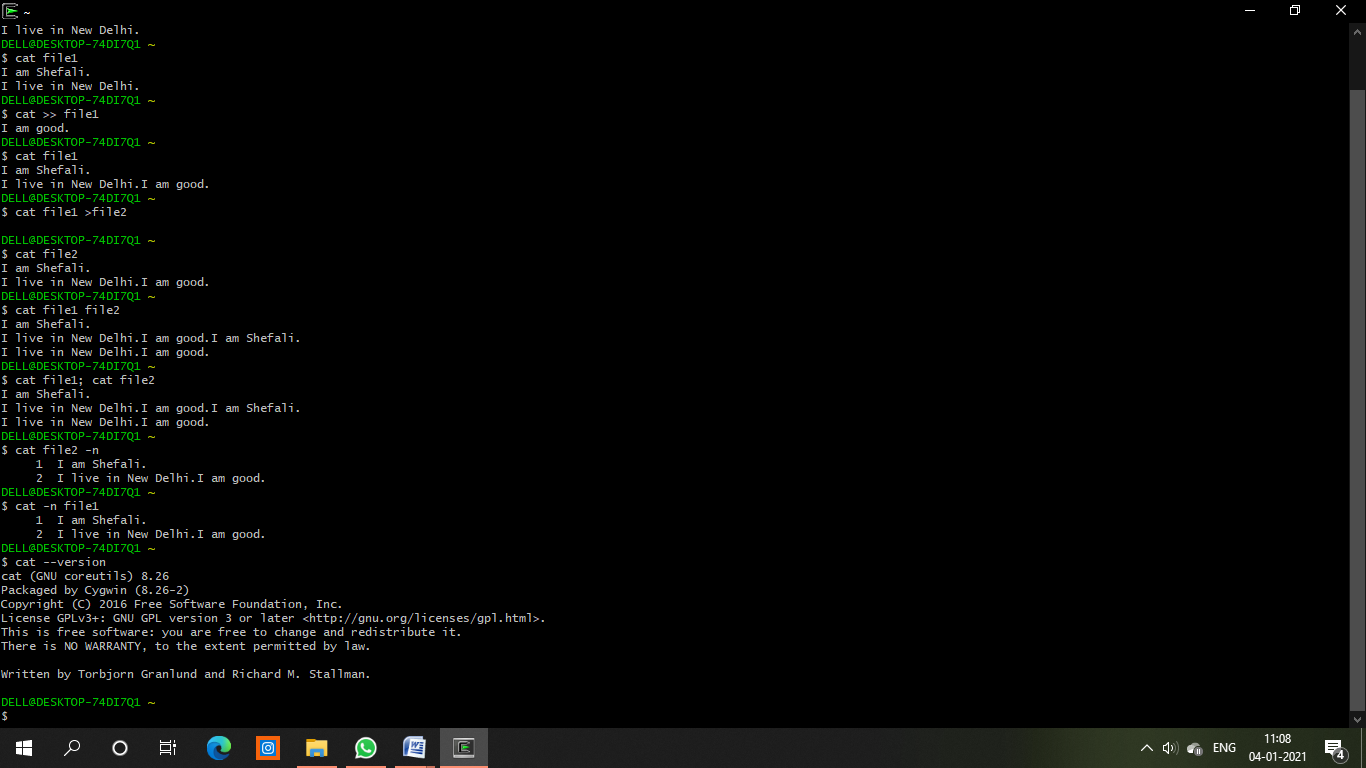 ~
I live in New Delhi.
DELL@DESKTOP-74DI7Q1 ~
$ cat file1
I am Shefali.
I live in New Delhi.
DELL@DESKTOP-74DI7Q1 ~
$ cat >> file1
I am good.
DELL@DESKTOP-74DI7Q1 ~
$ cat file1
I am Shefali.
I live in New Delhi.I am good.
DELL@DESKTOP-74DI7Q1 ~
$ cat file1 >file2

DELL@DESKTOP-74DI7Q1 ~
$ cat file2
I am Shefali.
I live in New Delhi.I am good.
DELL@DESKTOP-74DI7Q1 ~
$ cat file1 file2
I am Shefali.
I live in New Delhi.I am good.I am Shefali.
I live in New Delhi.I am good.
DELL@DESKTOP-74DI7Q1 ~
$ cat file1; cat file2
I am Shefali.
I live in New Delhi.I am good.I am Shefali.
I live in New Delhi.I am good.
DELL@DESKTOP-74DI7Q1 ~
$ cat file2 -n
     1  I am Shefali.
     2  I live in New Delhi.I am good.
DELL@DESKTOP-74DI7Q1 ~
$ cat -n file1
     1  I am Shefali.
     2  I live in New Delhi.I am good.
DELL@DESKTOP-74DI7Q1 ~
$ cat --version
cat (GNU coreutils) 8.26
Packaged by Cygwin (8.26-2)
Copyright (C) 2016 Free Software Foundation, Inc.
License GPLv3+: GNU GPL version 3 or later <http://gnu.org/licenses/gpl.html>.
This is free software: you are free to change and redistribute it.
There is NO WARRANTY, to the extent permitted by law.

Written by Torbjorn Granlund and Richard M. Stallman.

DELL@DESKTOP-74DI7Q1 ~
$
ENG
11:08
04-01-2021
4